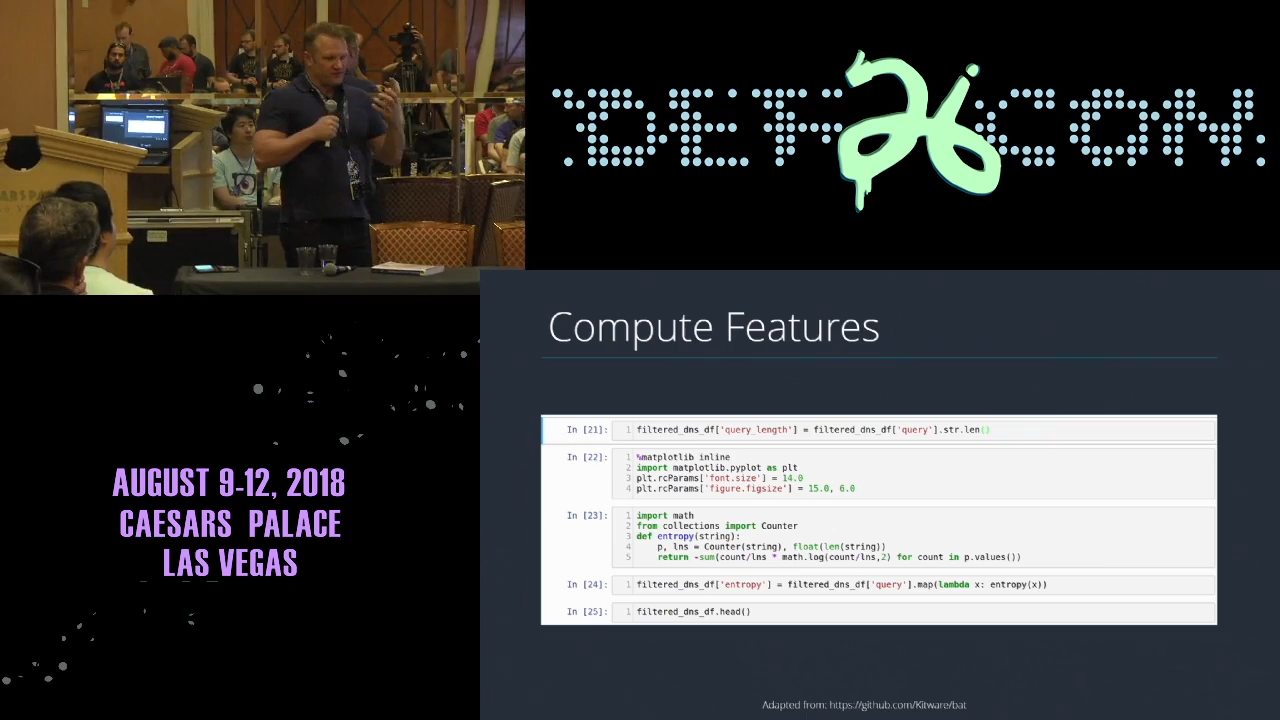 DEF 26 CON
Compute Features
In [21]: 1 filtered_dns_df['query_length'] = filtered_dns_df['query'].str.len()
In [22]: 1 %matplotlib inline
2 import matplotlib.pyplot as plt
3 plt.rcParams['font.size'] = 14.0
4 plt.rcParams['figure.figsize'] = 15.0, 6.0
In [23]: 1 import math
2 from collections import Counter
3 def entropy(string):
4 p, lns = Counter(string), float(len(string))
5 return -sum(count/lns * math.log(count/lns,2) for count in p.values())
In [24]: 1 filtered_dns_df['entropy'] = filtered_dns_df['query'].map(lambda x: entropy(x))
In [25]: 1 filtered_dns_df.head()
Adapted from: https://github.com/Kitware/bat
AUGUST 9-12, 2018
CAESARS PALACE
LAS VEGAS